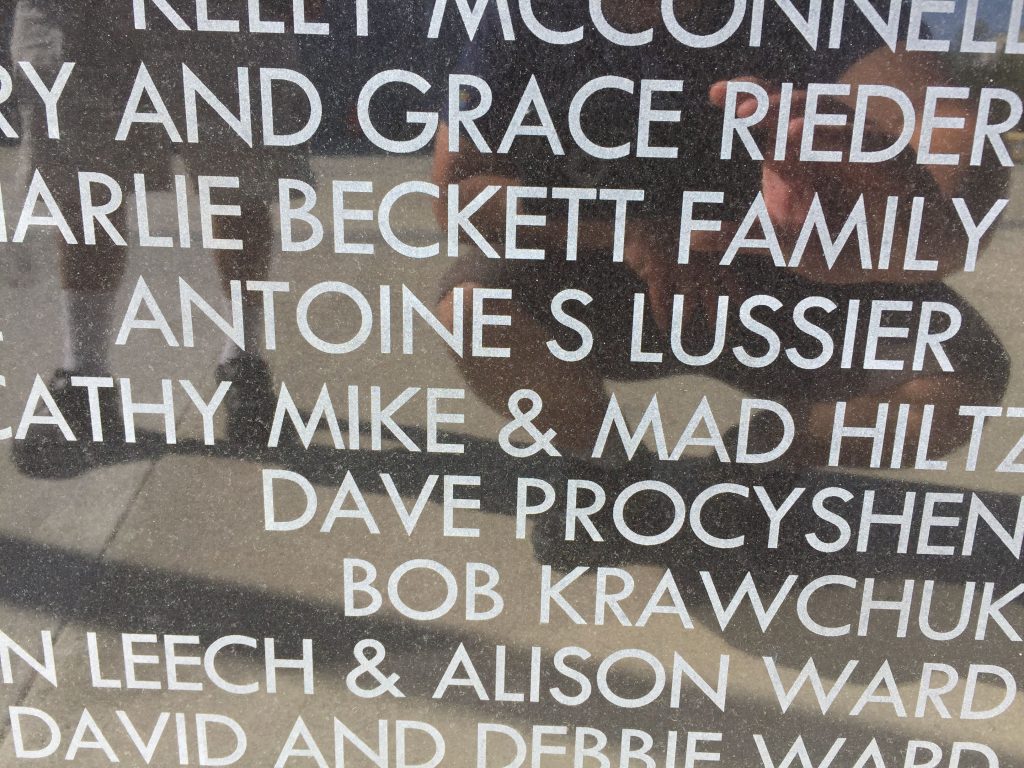 KELLY MCCONNELL
RY AND GRACE RIEDER
HARLIE BECKETT FAMILY
ANTOINE S LUSSIER
CATHY MIKE & MAD HILTZ
DAVE PROCYSHEN
BOB KRAWCHUK
N LEECH & ALISON WARD
DAVID AND DEBBIE WARD